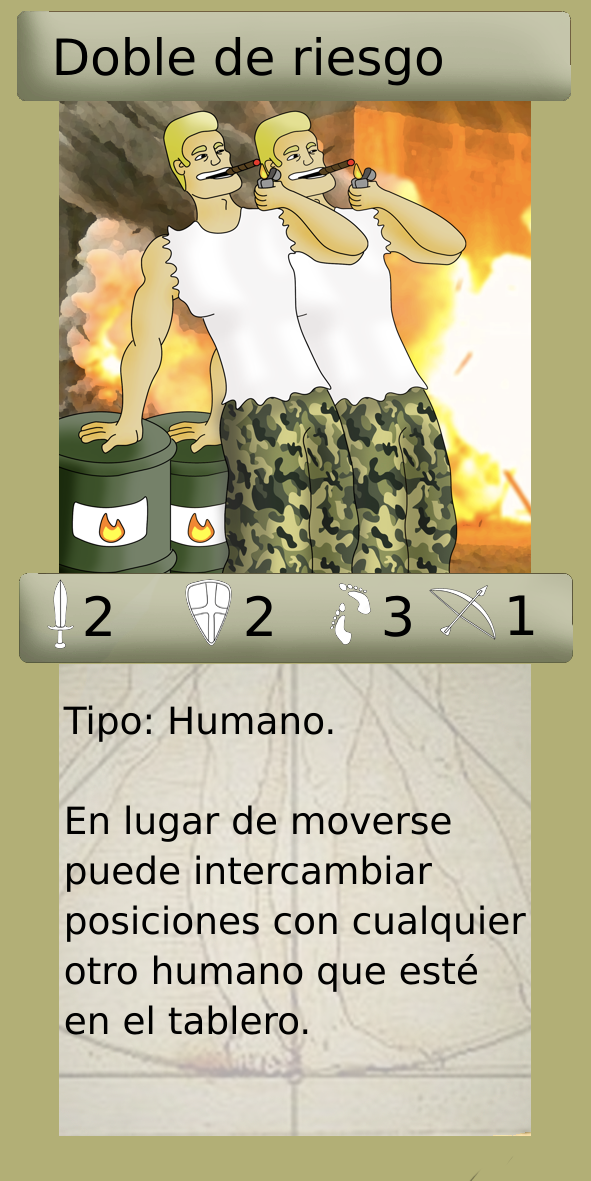 Doble de riesgo
2 2 3 1
Tipo: Humano.
En lugar de moverse
puede intercambiar
posiciones con cualquier
otro humano que esté
en el tablero.